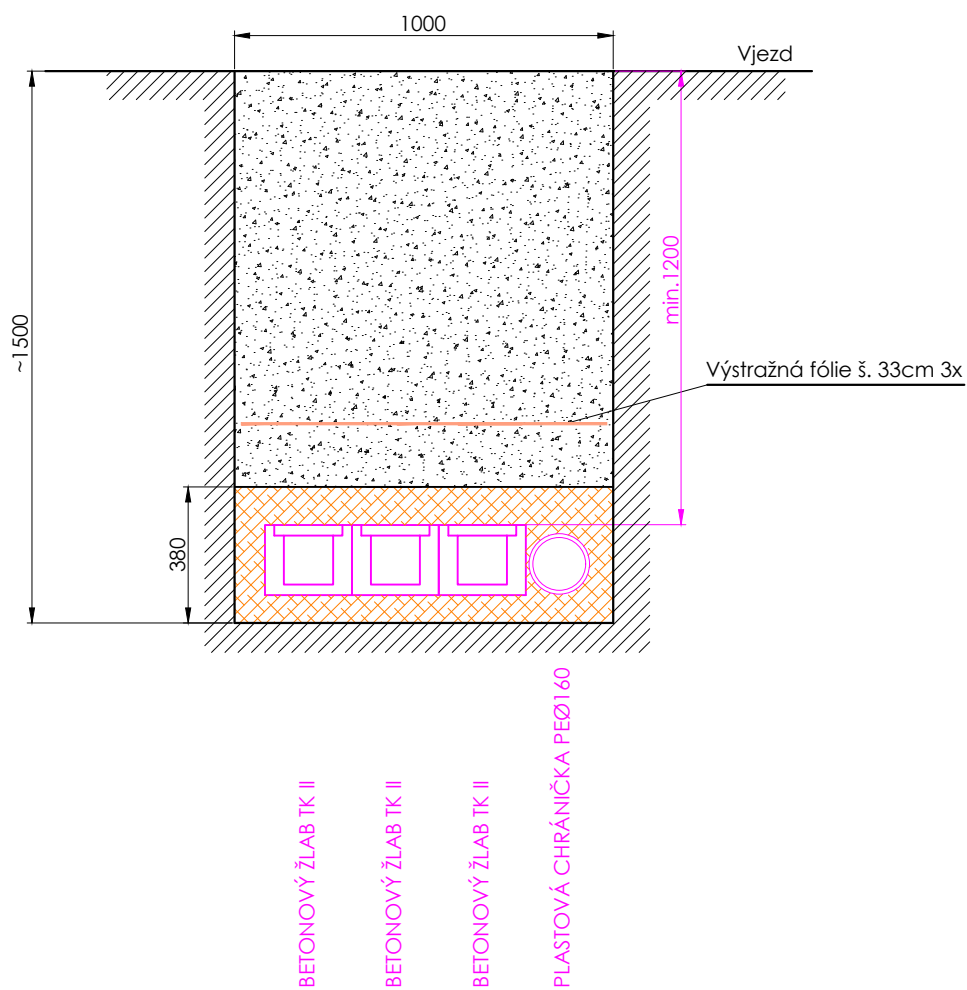 1000
Vjezd
~1500
min.1200
Výstražná fólie š. 33cm 3x
380
BETONOVÝ ŽLAB TK II
BETONOVÝ ŽLAB TK II
BETONOVÝ ŽLAB TK II
PLASTOVÁ CHRÁNIČKA PEØ160